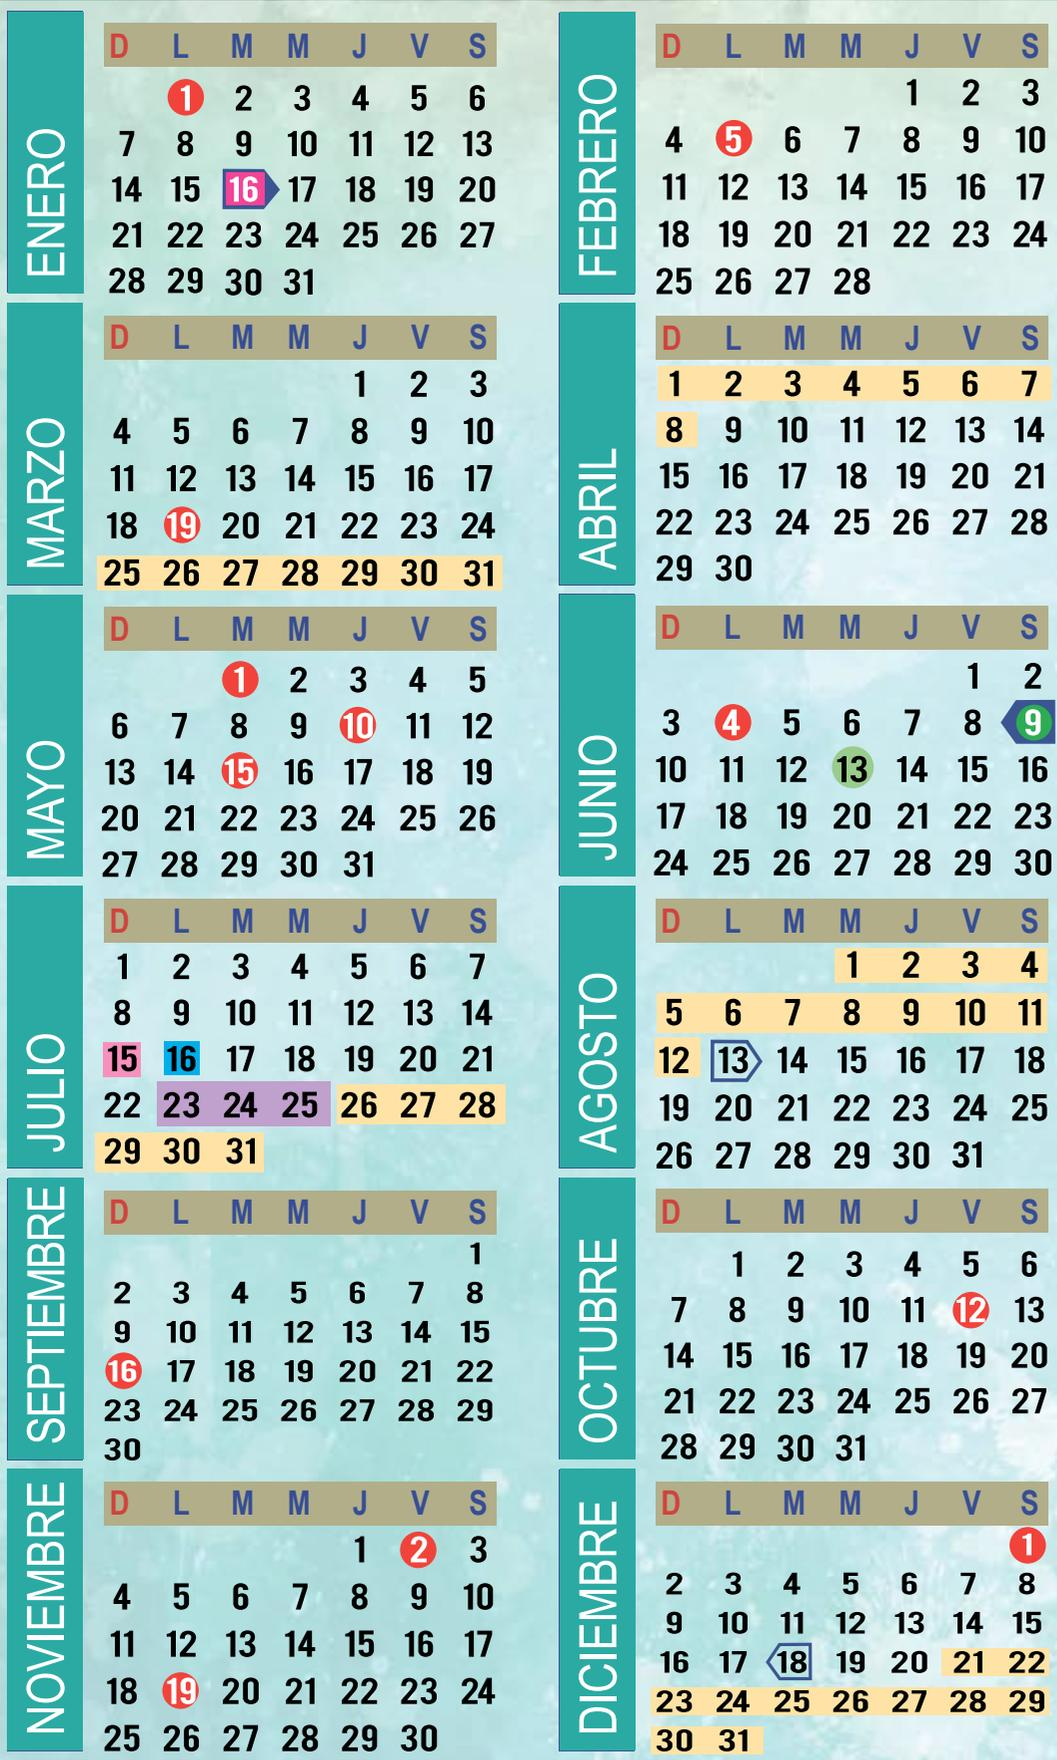 ENERO
D L M M J V S
1 2 3 4 5 6
7 8 9 10 11 12 13
14 15 16 17 18 19 20
21 22 23 24 25 26 27
28 29 30 31
FEBRERO
D L M M J V S
1 2 3
4 5 6 7 8 9 10
11 12 13 14 15 16 17
18 19 20 21 22 23 24
25 26 27 28
MARZO
D L M M J V S
1 2 3
4 5 6 7 8 9 10
11 12 13 14 15 16 17
18 19 20 21 22 23 24
25 26 27 28 29 30 31
ABRIL
D L M M J V S
1 2 3 4 5 6 7
8 9 10 11 12 13 14
15 16 17 18 19 20 21
22 23 24 25 26 27 28
29 30
MAYO
D L M M J V S
1 2 3 4 5
6 7 8 9 10 11 12
13 14 15 16 17 18 19
20 21 22 23 24 25 26
27 28 29 30 31
JUNIO
D L M M J V S
1 2
3 4 5 6 7 8 9
10 11 12 13 14 15 16
17 18 19 20 21 22 23
24 25 26 27 28 29 30
JULIO
D L M M J V S
1 2 3 4 5 6 7
8 9 10 11 12 13 14
15 16 17 18 19 20 21
22 23 24 25 26 27 28
29 30 31
AGOSTO
D L M M J V S
1 2 3 4
5 6 7 8 9 10 11
12 13 14 15 16 17 18
19 20 21 22 23 24 25
26 27 28 29 30 31
SEPTIEMBRE
D L M M J V S
1
2 3 4 5 6 7 8
9 10 11 12 13 14 15
16 17 18 19 20 21 22
23 24 25 26 27 28 29
30
OCTUBRE
D L M M J V S
1 2 3 4 5 6
7 8 9 10 11 12 13
14 15 16 17 18 19 20
21 22 23 24 25 26 27
28 29 30 31
NOVIEMBRE
D L M M J V S
1 2 3
4 5 6 7 8 9 10
11 12 13 14 15 16 17
18 19 20 21 22 23 24
25 26 27 28 29 30
DICIEMBRE
D L M M J V S
1
2 3 4 5 6 7 8
9 10 11 12 13 14 15
16 17 18 19 20 21 22
23 24 25 26 27 28 29
30 31